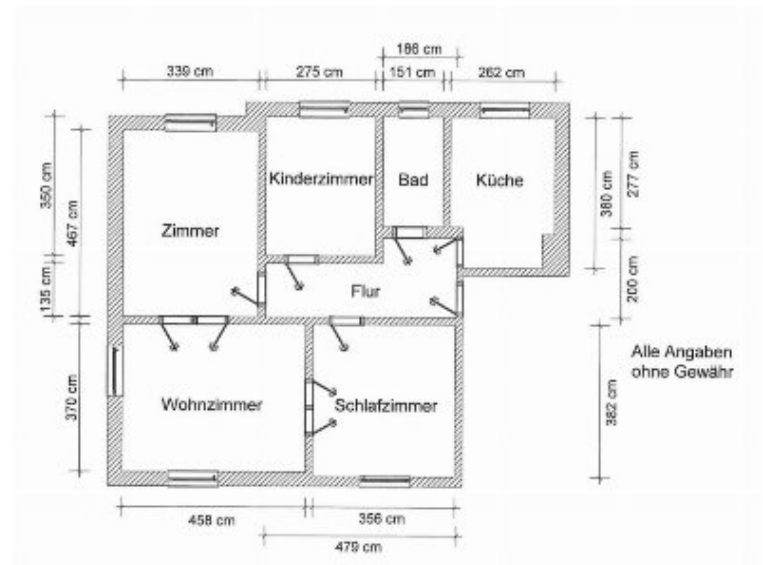 186 cm
339 cm
275 cm
151 cm
262 cm
350 cm
467 cm
135 cm
370 cm
Zimmer
Kinderzimmer
Bad
Küche
Flur
Wohnzimmer
Schlafzimmer
380 cm
277 cm
200 cm
382 cm
Alle Angaben
ohne Gewähr
458 cm
356 cm
479 cm